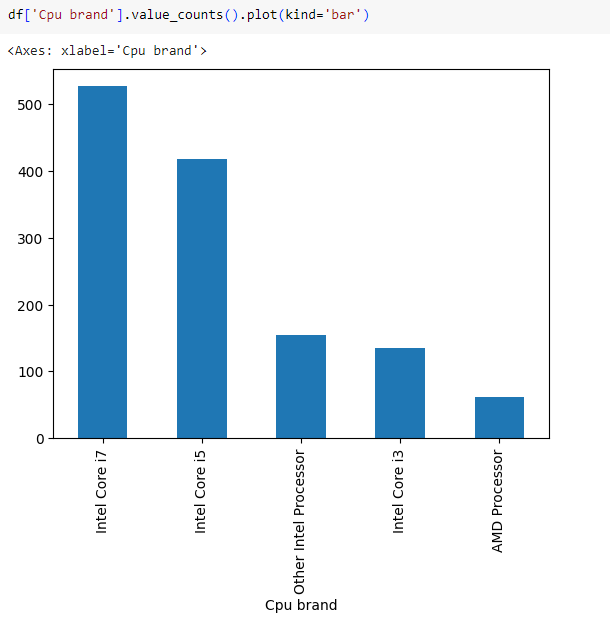 df['Cpu brand'].value_counts().plot(kind='bar')
<Axes: xlabel='Cpu brand'>
500
400
300
200
100
0
Intel Core i7
Intel Core i5
Other Intel Processor
Intel Core i3
AMD Processor
Cpu brand